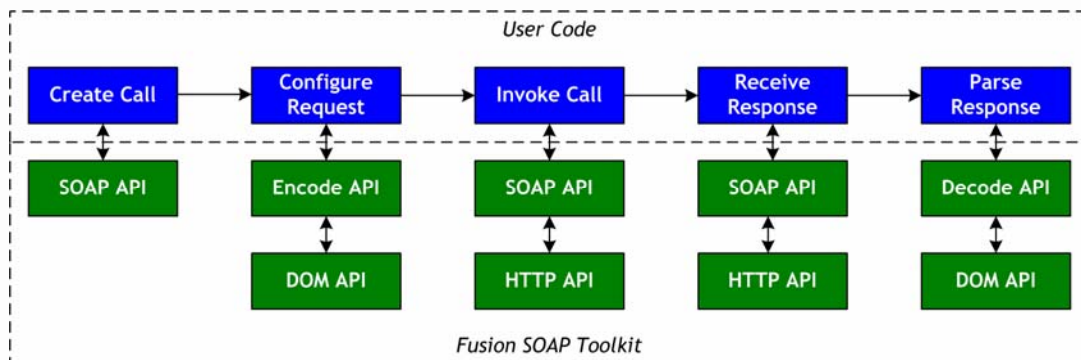 User Code
Create Call
Configure
Request
Invoke Call
Receive
Response
Parse
Response
SOAP API
Encode API
SOAP API
SOAP API
Decode API
DOM API
HTTP API
HTTP API
DOM API
Fusion SOAP Toolkit